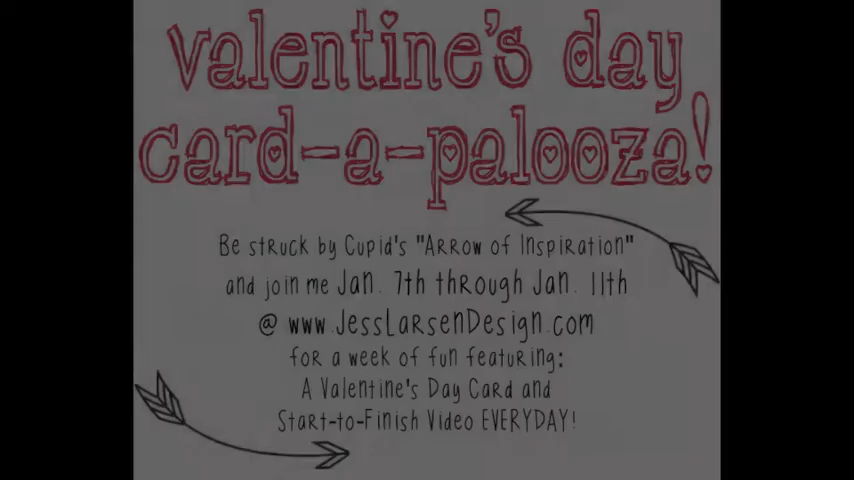 valentine's day
card-a-palooza!
Be struck by Cupid's "Arrow of Inspiration"
and join me Jan. 7th through Jan. 11th
@ www.JessLarsenDesign.com
for a week of fun featuring:
A Valentine's Day Card and
Start-to-Finish Video EVERYDAY!